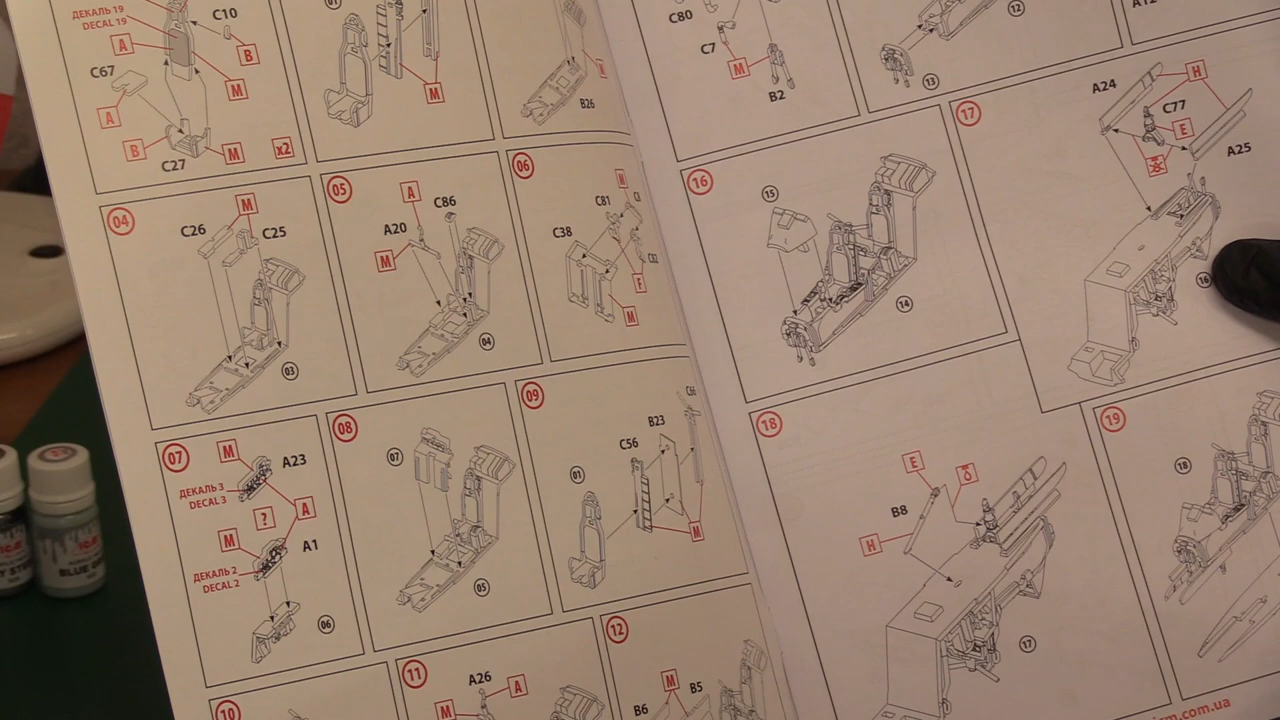 ДЕКАЛЬ 19
DECAL 19
C10
A
B
C67
M
A
B
M
C27
x2
M
B26
04
M
C26
C25
03
05
A
C86
A20
M
04
06
M
C81
C38
M
07
M
A23
ДЕКАЛЬ 3
DECAL 3
?
A
M
A1
ДЕКАЛЬ 2
DECAL 2
06
08
07
05
09
B23
C56
01
M
10
11
A26
A
M
12
M
B5
B6
C80
C7
M
B2
12
13
16
15
14
17
A24
H
C77
E
A25
16
18
E
B8
H
17
19
18
BLUE